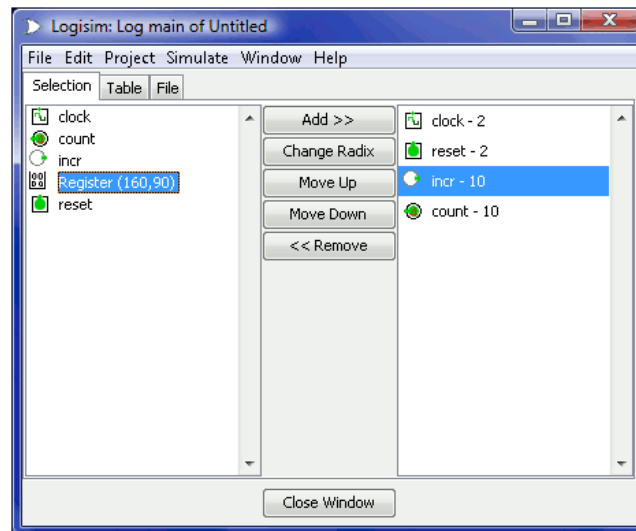 Logisim: Log main of Untitled
File Edit Project Simulate Window Help
Selection Table File
clock
count
incr
Register (160,90)
reset
Add >>
Change Radix
Move Up
Move Down
<< Remove
clock - 2
reset - 2
incr - 10
count - 10
Close Window